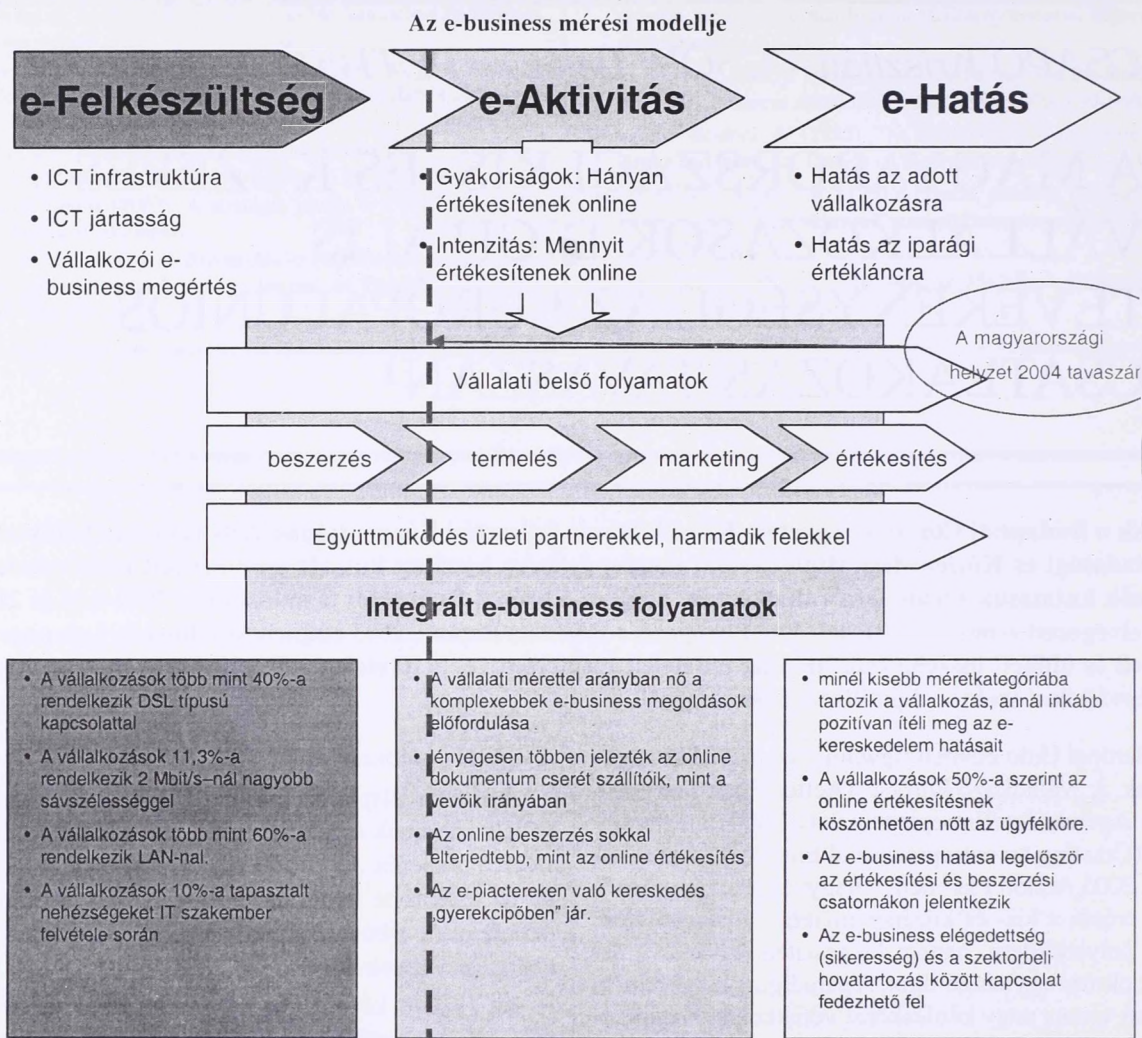 Az e-business mérési modellje
e-Felkészültség
e-Aktivitás
e-Hatás
• ICT infrastruktúra
• ICT jártasság
• Vállalkozói e-
business megértés
• Gyakoriságok: Hányan
értékesítenek online
• Intenzitás: Mennyit
értékesítenek online
• Hatás az adott
vállalkozásra
• Hatás az iparági
értékláncra
A magyarországi
helyzet 2004 tavaszán
Vállalati belső folyamatok
beszerzés
termelés
marketing
értékesítés
Együttműködés üzleti partnerekkel, harmadik felekkel
Integrált e-business folyamatok
• A vállalkozások több mint 40%-a
rendelkezik DSL típusú
kapcsolattal
• A vállalkozások 11,3%-a
rendelkezik 2 Mbit/s–nál nagyobb
sávszélességgel
• A vállalkozások több mint 60%-a
rendelkezik LAN-nal.
• A vállalkozások 10%-a tapasztalt
nehézségeket IT szakember
felvétele során
• A vállalati mérettel arányban nő a
komplexebb e-business megoldások
előfordulása
• lényegesen többen jelezték az online
dokumentum cserét szállítóik, mint a
vevőik irányában
• Az online beszerzés sokkal
elterjedtebb, mint az online értékesítés
• Az e-piactereken való kereskedés
„gyerekcipőben" jár.
• minél kisebb méretkategóriába
tartozik a vállalkozás, annál inkább
pozitívan ítéli meg az e-
kereskedelem hatásait
• A vállalkozások 50%-a szerint az
online értékesítésnek
köszönhetően nőtt az ügyfélköre.
• Az e-business hatása legelőször
az értékesítési és beszerzési
csatornákon jelentkezik
• Az e-business elégedettség
(sikeresség) és a szektorbeli
hovatartozás között kapcsolat
fedezhető fel